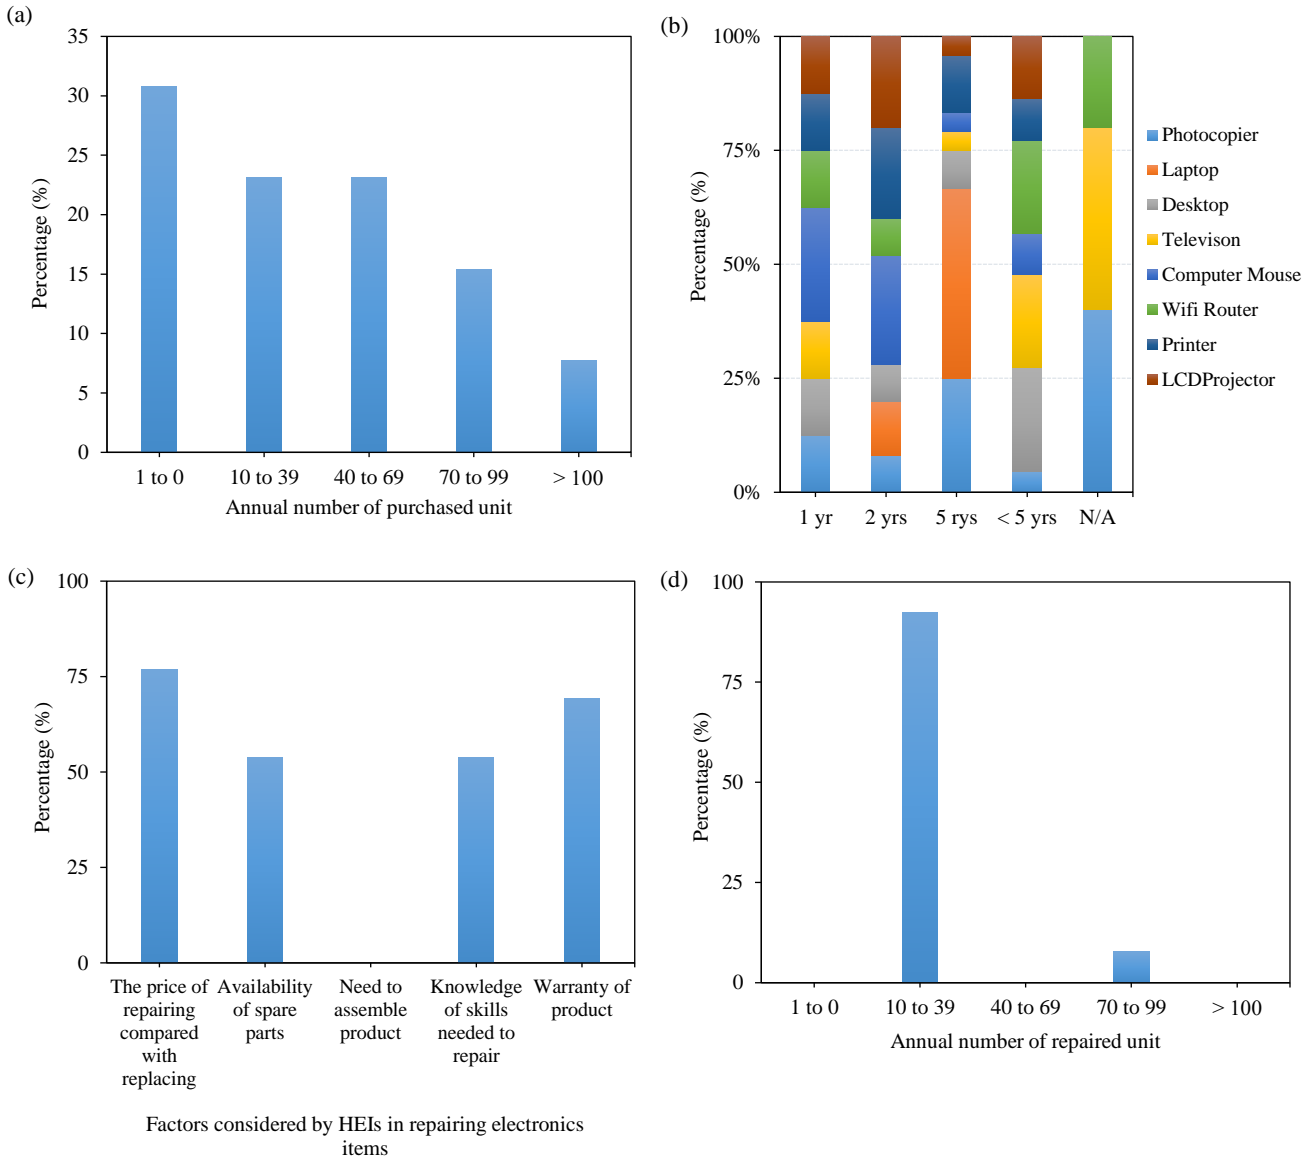 (a)
35
30
25
20
15
10
5
0
Percentage (%)
1 to 0
10 to 39
40 to 69
70 to 99
> 100
Annual number of purchased unit
(b)
100%
75%
50%
25%
0%
Percentage (%)
1 yr
2 yrs
5 rys
< 5 yrs
N/A
Photocopier
Laptop
Desktop
Televison
Computer Mouse
Wifi Router
Printer
LCDProjector
(c)
100
75
50
25
0
Percentage (%)
The price of
repairing
compared
with
replacing
Availability
of spare
parts
Need to
assemble
product
Knowledge
of skills
needed to
repair
Warranty of
product
Factors considered by HEIs in repairing electronics
items
(d)
100
75
50
25
0
Percentage (%)
1 to 0
10 to 39
40 to 69
70 to 99
> 100
Annual number of repaired unit